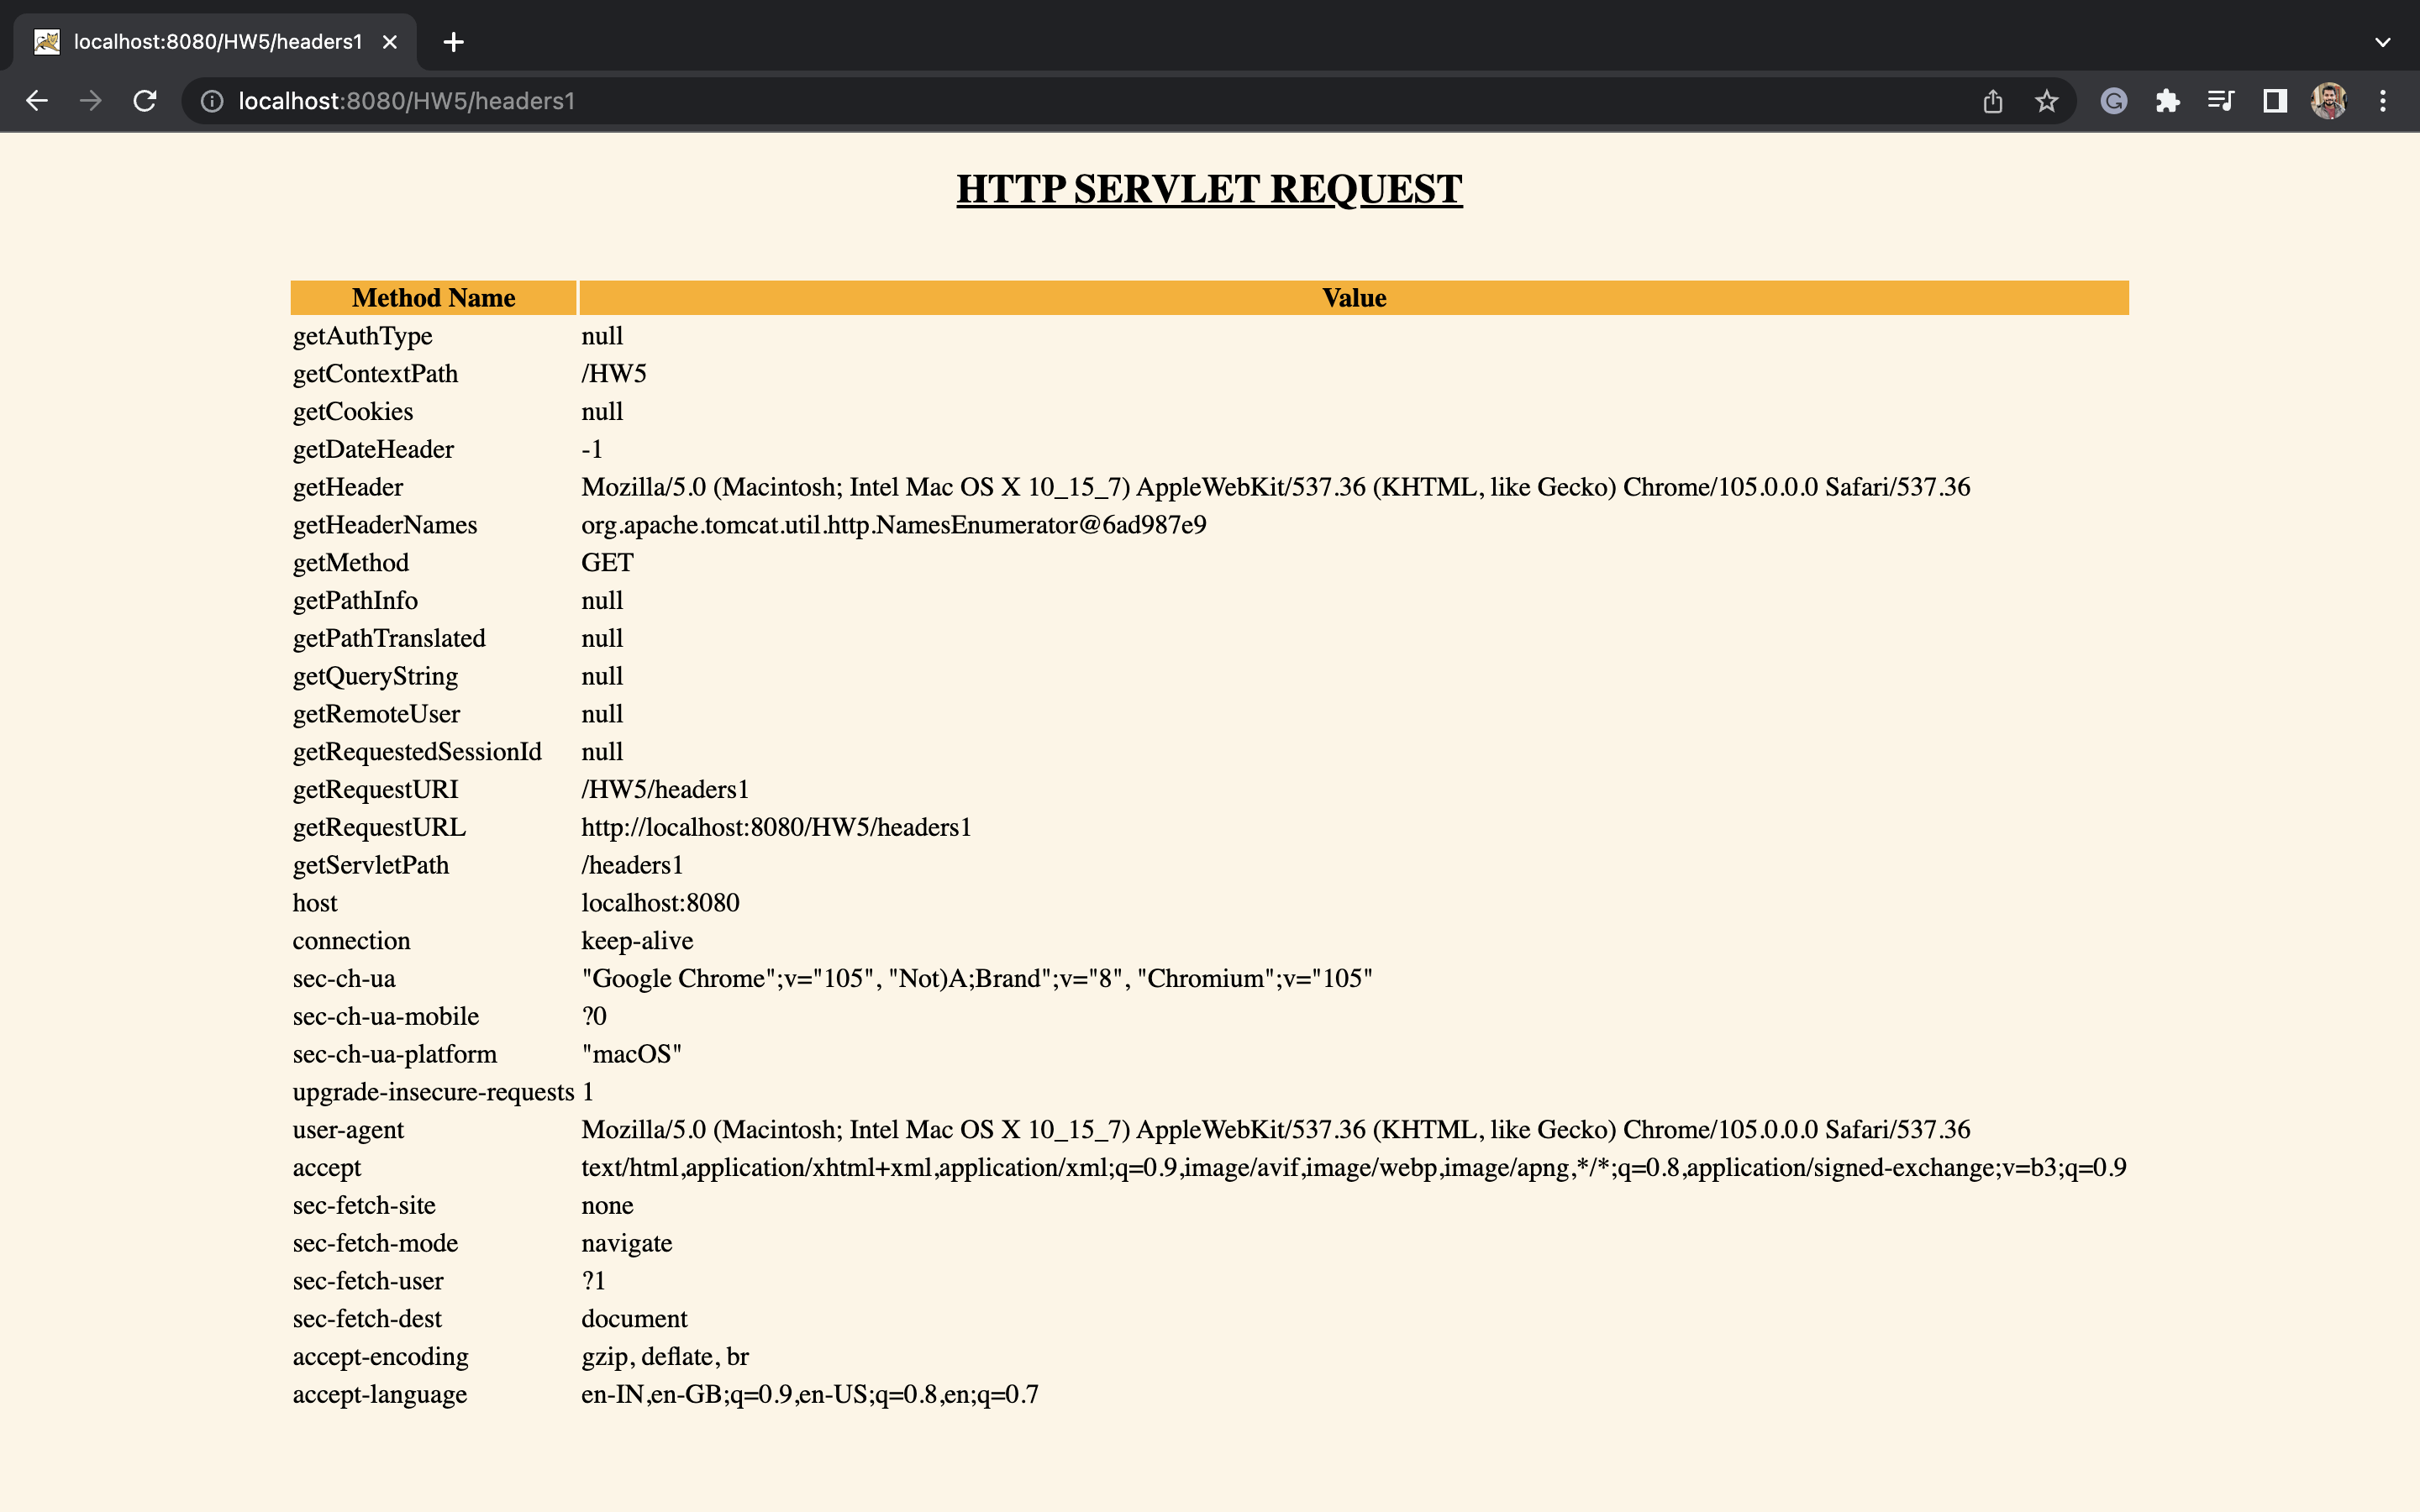 localhost:8080/HW5/headers1
localhost:8080/HW5/headers1
HTTP SERVLET REQUEST
Method Name Value
getAuthType null
getContextPath /HW5
getCookies null
getDateHeader -1
getHeader Mozilla/5.0 (Macintosh; Intel Mac OS X 10_15_7) AppleWebKit/537.36 (KHTML, like Gecko) Chrome/105.0.0.0 Safari/537.36
getHeaderNames org.apache.tomcat.util.http.NamesEnumerator@6ad987e9
getMethod GET
getPathInfo null
getPathTranslated null
getQueryString null
getRemoteUser null
getRequestedSessionId null
getRequestURI /HW5/headers1
getRequestURL http://localhost:8080/HW5/headers1
getServletPath /headers1
host localhost:8080
connection keep-alive
sec-ch-ua "Google Chrome";v="105", "Not)A;Brand";v="8", "Chromium";v="105"
sec-ch-ua-mobile ?0
sec-ch-ua-platform "macOS"
upgrade-insecure-requests 1
user-agent Mozilla/5.0 (Macintosh; Intel Mac OS X 10_15_7) AppleWebKit/537.36 (KHTML, like Gecko) Chrome/105.0.0.0 Safari/537.36
accept text/html,application/xhtml+xml,application/xml;q=0.9,image/avif,image/webp,image/apng,*/*;q=0.8,application/signed-exchange;v=b3;q=0.9
sec-fetch-site none
sec-fetch-mode navigate
sec-fetch-user ?1
sec-fetch-dest document
accept-encoding gzip, deflate, br
accept-language en-IN,en-GB;q=0.9,en-US;q=0.8,en;q=0.7